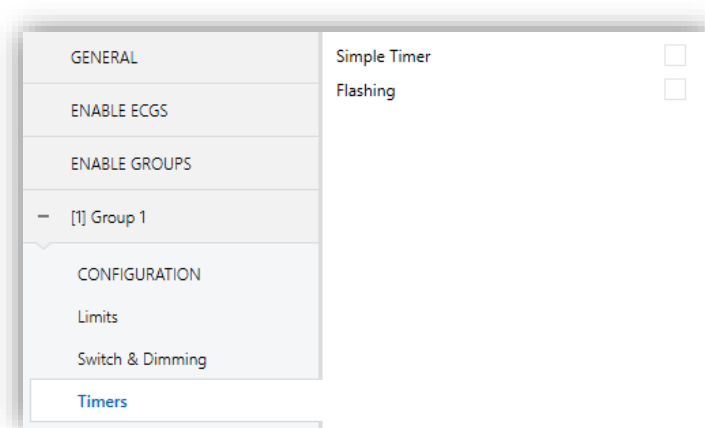 GENERAL
ENABLE ECGS
ENABLE GROUPS
[1] Group 1
CONFIGURATION
Limits
Switch & Dimming
Timers
Simple Timer
Flashing